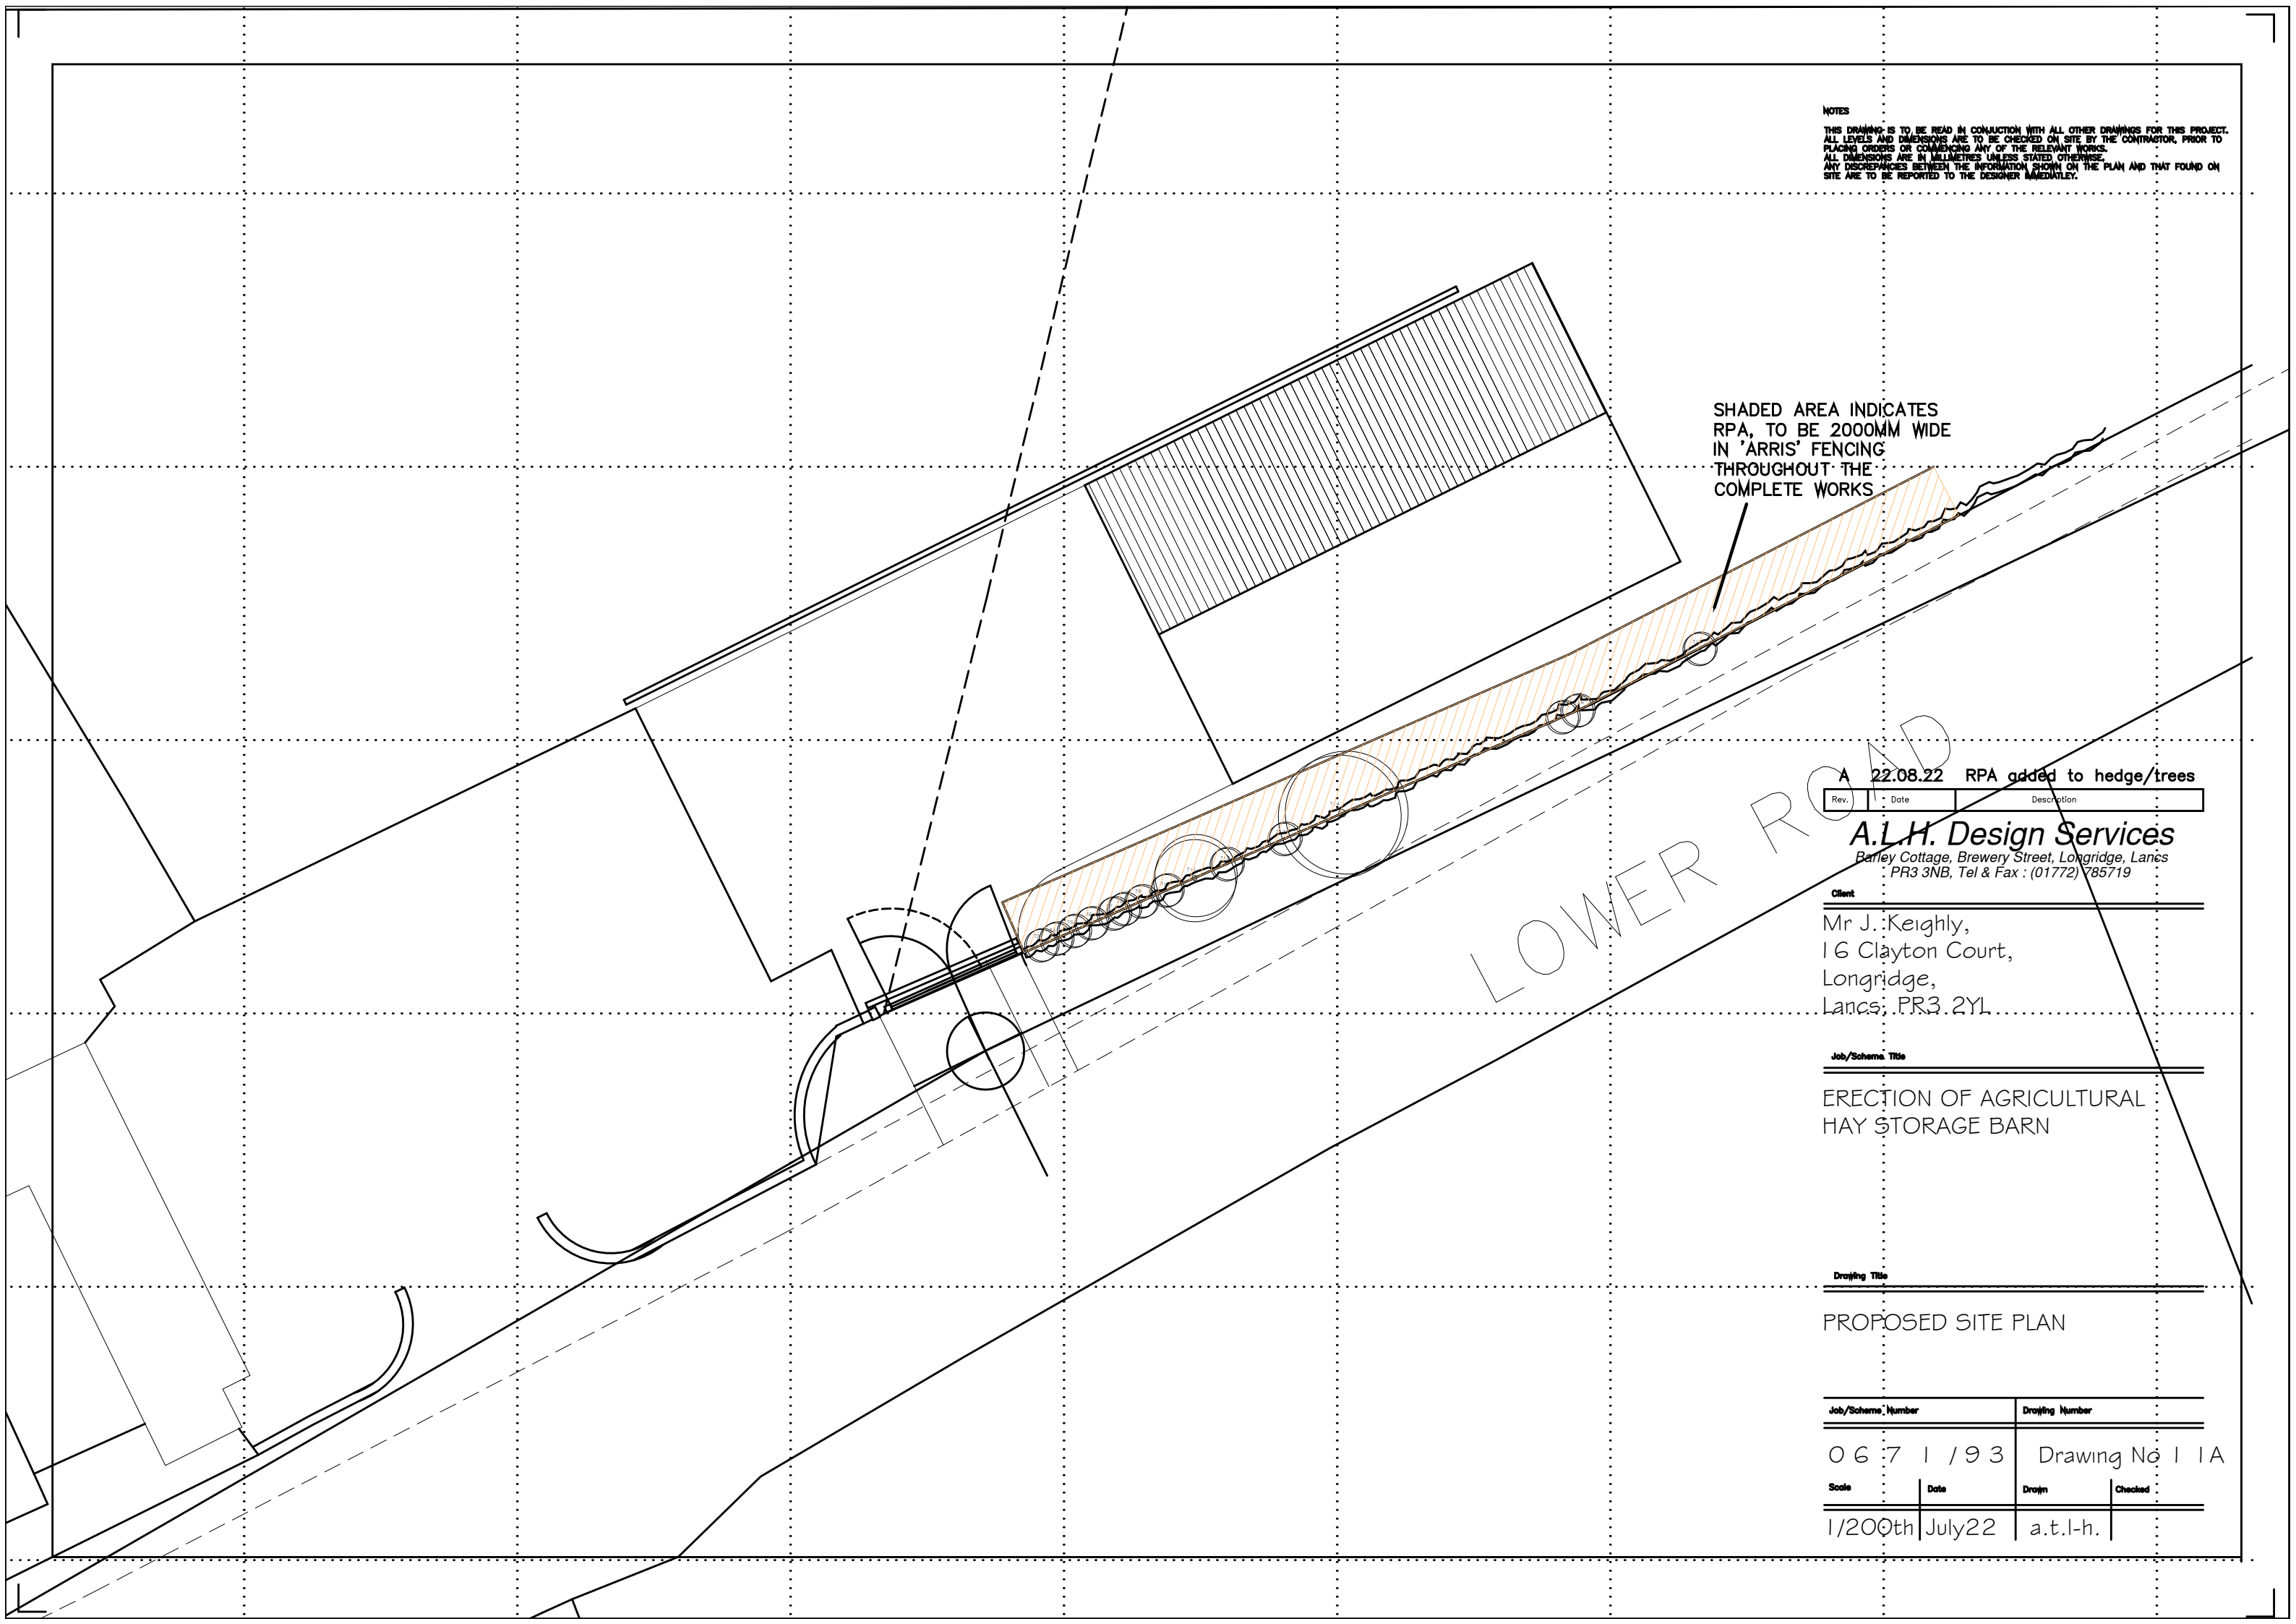 NOTES
THIS DRAWING IS TO BE READ IN CONJUCTION WITH ALL OTHER DRAWINGS FOR THIS PROJECT.
ALL LEVELS AND DIMENSIONS ARE TO BE CHECKED ON SITE BY THE CONTRACTOR, PRIOR TO
PLACING ORDERS OR COMMENCING ANY OF THE RELEVANT WORKS.
ALL DIMENSIONS ARE IN MILLIMETRES UNLESS STATED OTHERWISE.
ANY DISCREPANCIES BETWEEN THE INFORMATION SHOWN ON THE PLAN AND THAT FOUND ON
SITE ARE TO BE REPORTED TO THE DESIGNER IMMEDIATLEY.
SHADED AREA INDICATES
RPA, TO BE 2000MM WIDE
IN 'ARRIS' FENCING
THROUGHOUT THE
COMPLETE WORKS
LOWER ROAD
A 22.08.22 RPA added to hedge/trees
Rev. Date Description
A.L.H. Design Services
Barley Cottage, Brewery Street, Longridge, Lancs
PR3 3NB, Tel & Fax : (01772) 785719
Client
Mr J. Keighly,
16 Clayton Court,
Longridge,
Lancs, PR3 2YL
Job/Scheme Title
ERECTION OF AGRICULTURAL
HAY STORAGE BARN
Drawing Title
PROPOSED SITE PLAN
Job/Scheme Number Drawing Number
0671/93 Drawing No 11A
Scale Date Drawn Checked
1/200th July22 a.t.l-h.